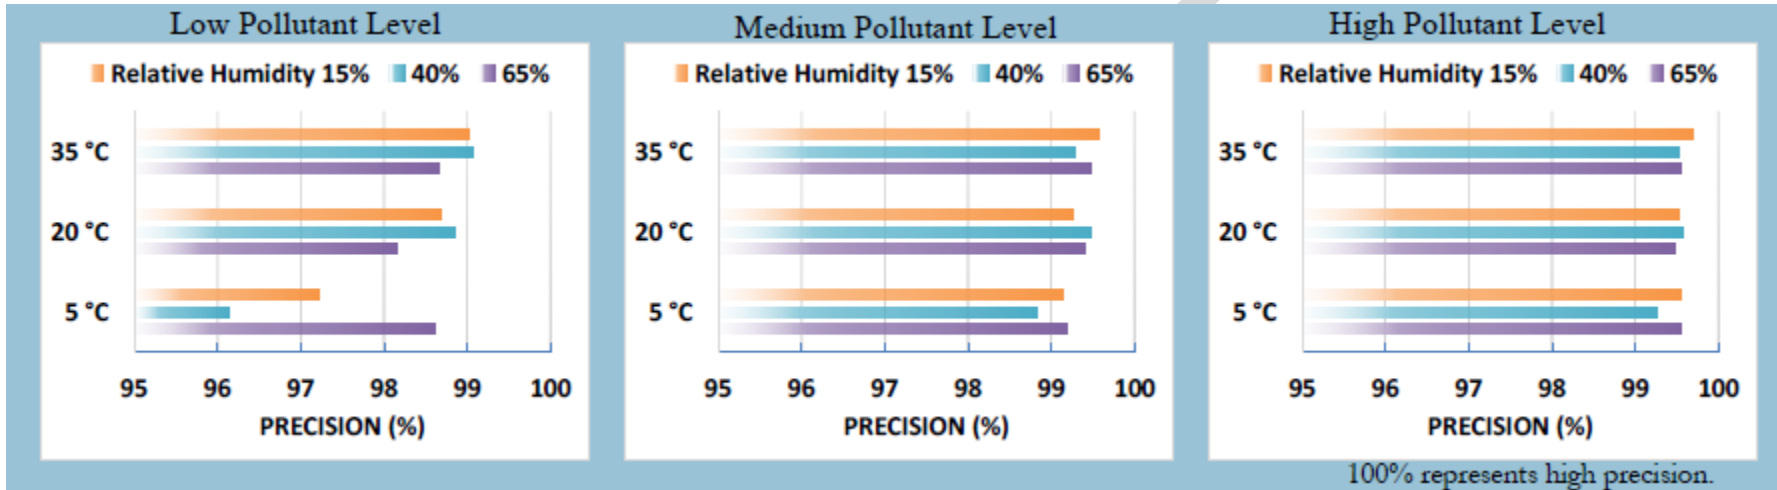 Low Pollutant Level
Relative Humidity 15% 40% 65%
35 °C
20 °C
5 °C
95 96 97 98 99 100
PRECISION (%)
Medium Pollutant Level
Relative Humidity 15% 40% 65%
35 °C
20 °C
5 °C
95 96 97 98 99 100
PRECISION (%)
High Pollutant Level
Relative Humidity 15% 40% 65%
35 °C
20 °C
5 °C
95 96 97 98 99 100
PRECISION (%)
100% represents high precision.